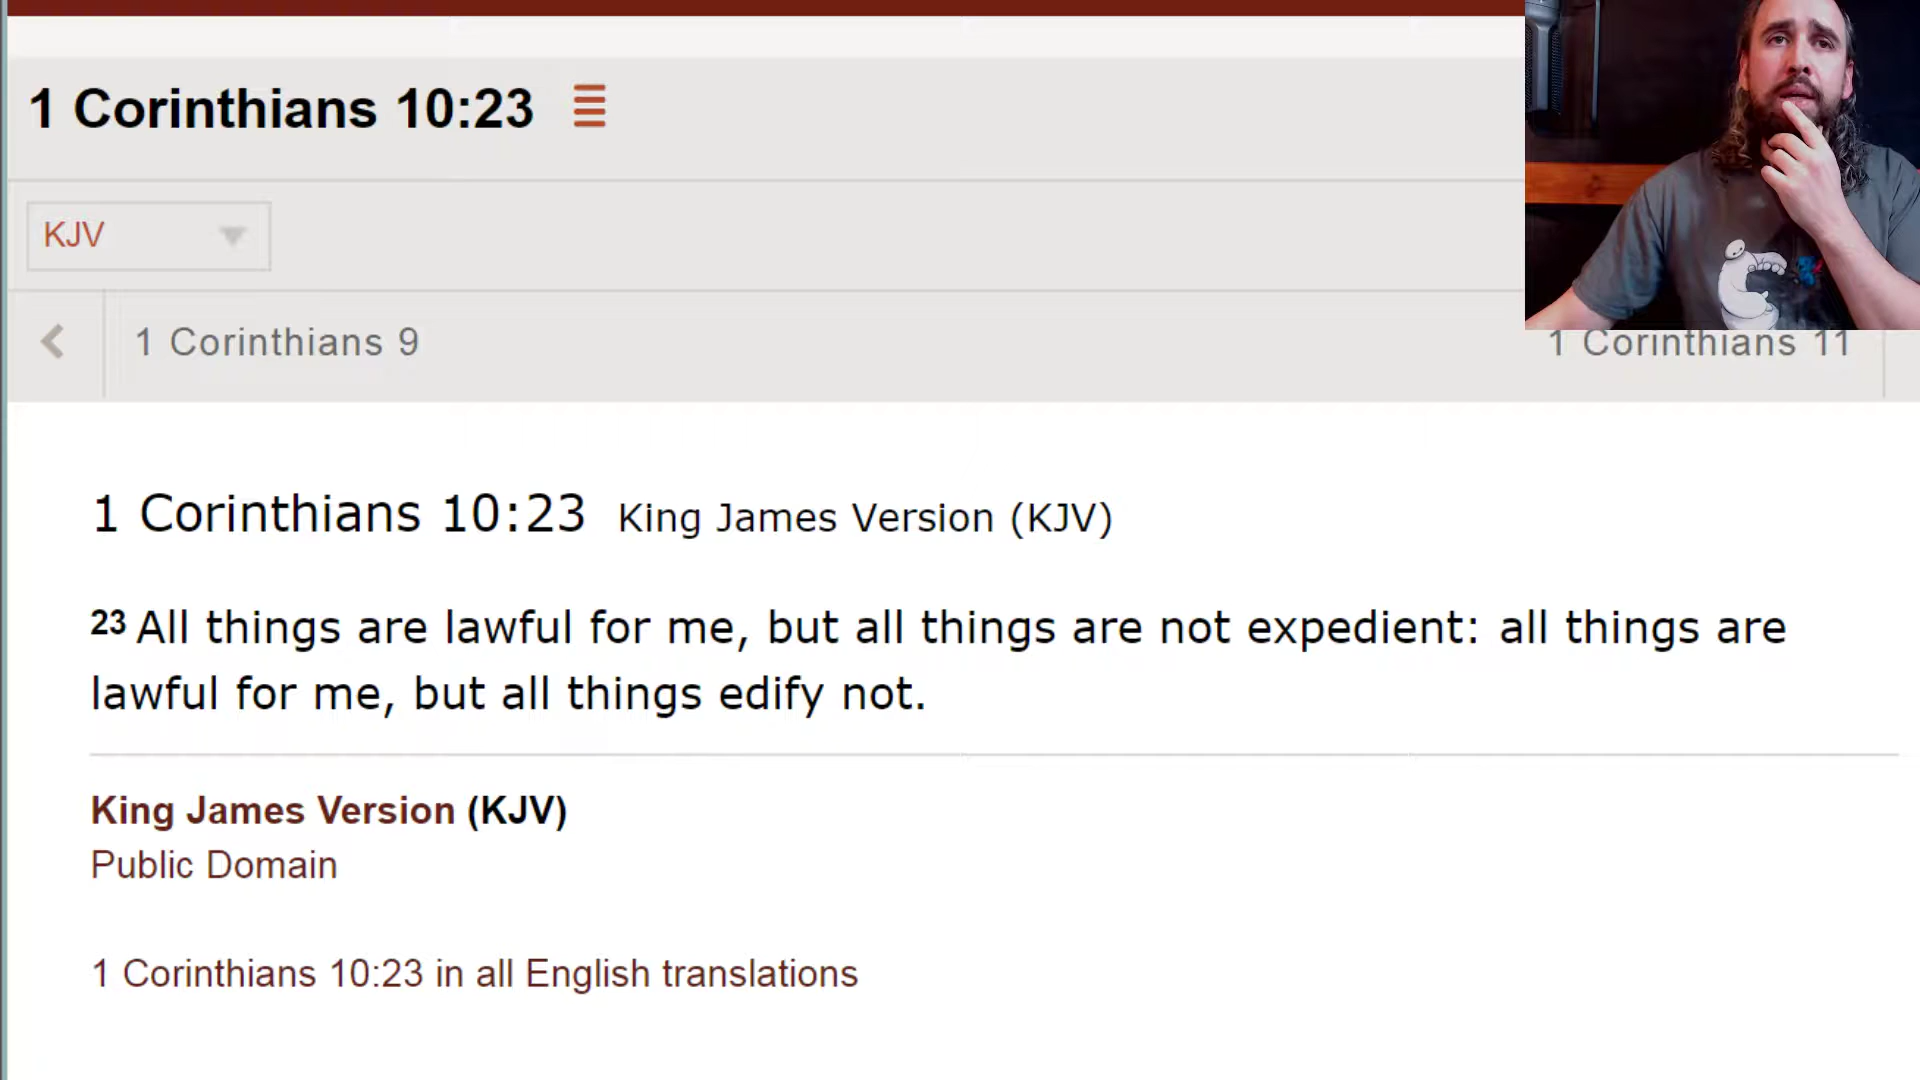 1 Corinthians 10:23
KJV
1 Corinthians 9
1 Corinthians 11
1 Corinthians 10:23 King James Version (KJV)
23 All things are lawful for me, but all things are not expedient: all things are
lawful for me, but all things edify not.
King James Version (KJV)
Public Domain
1 Corinthians 10:23 in all English translations